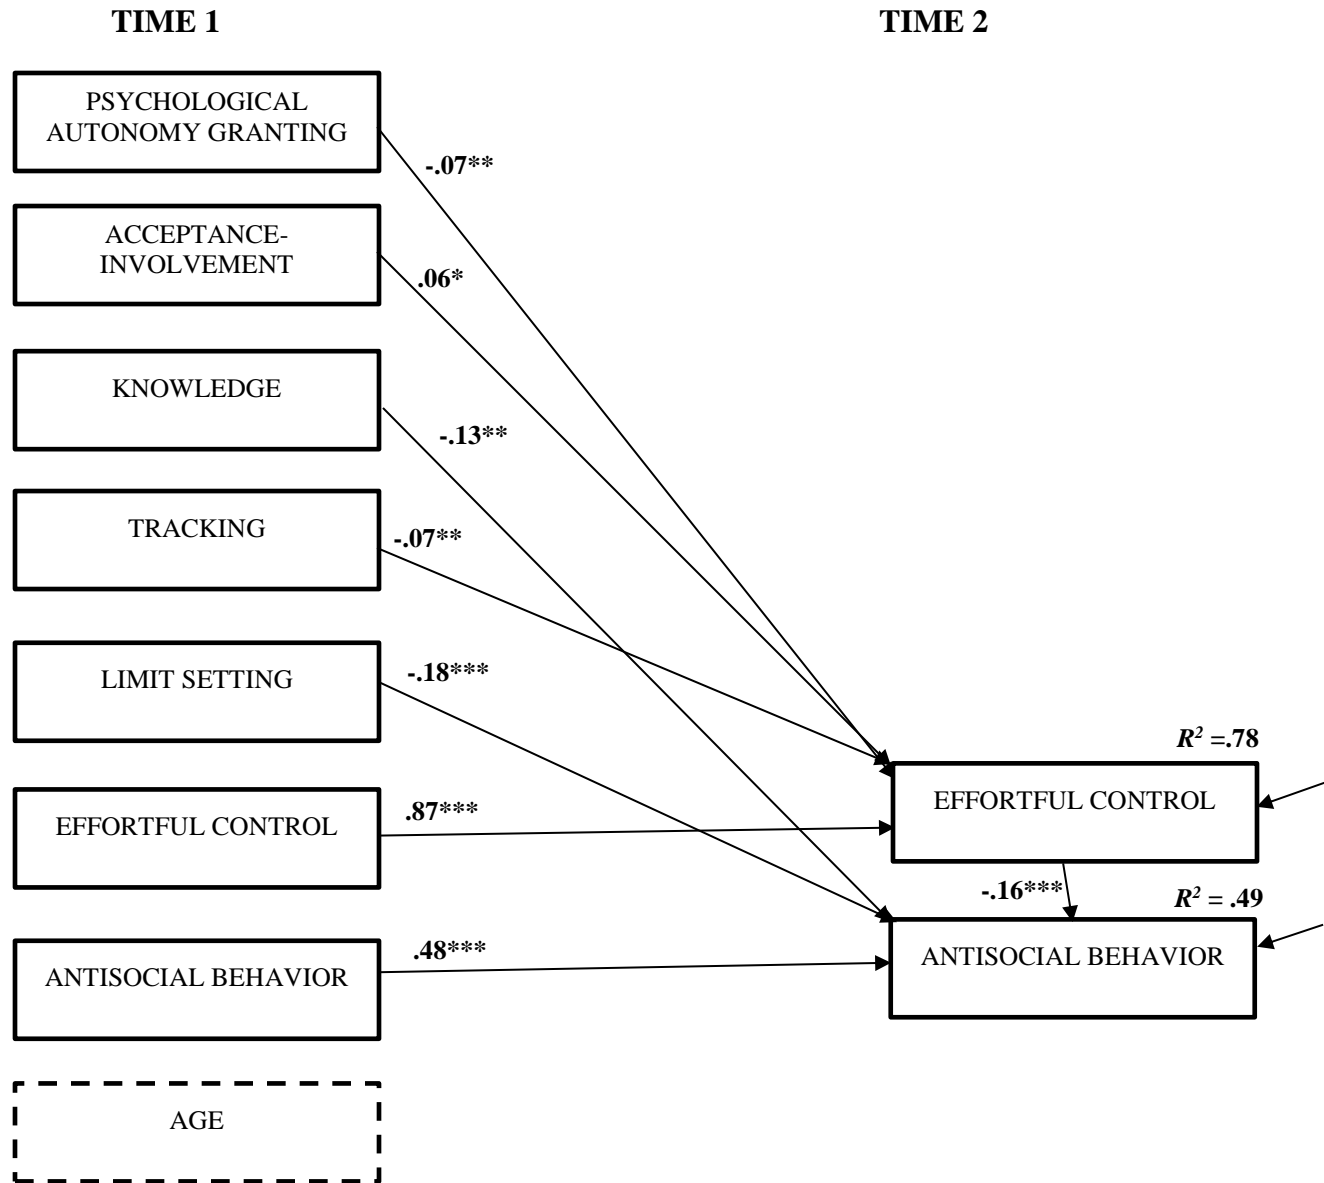 TIME 1
TIME 2
PSYCHOLOGICAL
AUTONOMY GRANTING
-.07**
ACCEPTANCE-
INVOLVEMENT
.06*
KNOWLEDGE
-.13**
TRACKING
-.07**
LIMIT SETTING
-.18***
R² =.78
EFFORTFUL CONTROL
.87***
EFFORTFUL CONTROL
-.16***
R² = .49
ANTISOCIAL BEHAVIOR
.48***
ANTISOCIAL BEHAVIOR
AGE